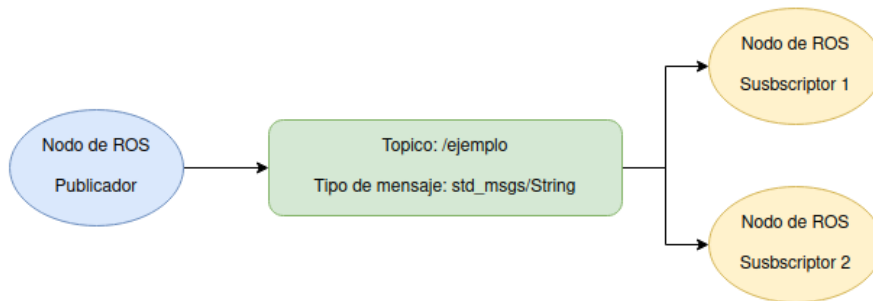 Nodo de ROS
Publicador
Topico: /ejemplo
Tipo de mensaje: std_msgs/String
Nodo de ROS
Susbscriptor 1
Nodo de ROS
Susbscriptor 2